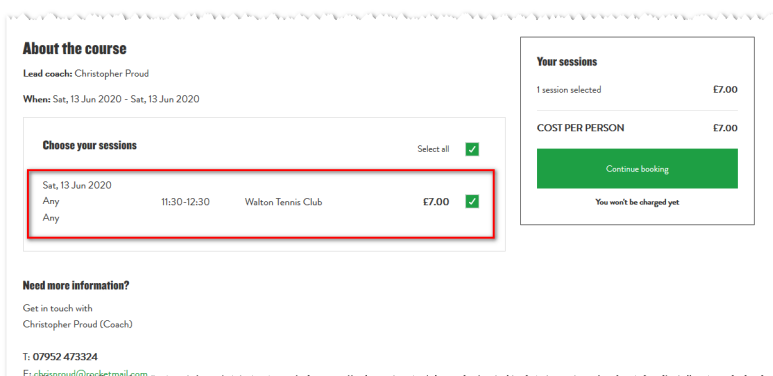 About the course
Lead coach: Christopher Proud
When: Sat, 13 Jun 2020 - Sat, 13 Jun 2020
Choose your sessions
Select all
Sat, 13 Jun 2020
Any 11:30-12:30 Walton Tennis Club £7.00
Any
Your sessions
1 session selected £7.00
COST PER PERSON £7.00
Continue booking
You won't be charged yet
Need more information?
Get in touch with
Christopher Proud (Coach)
T: 07952 473324
E: chrisproud@rocketmail.com